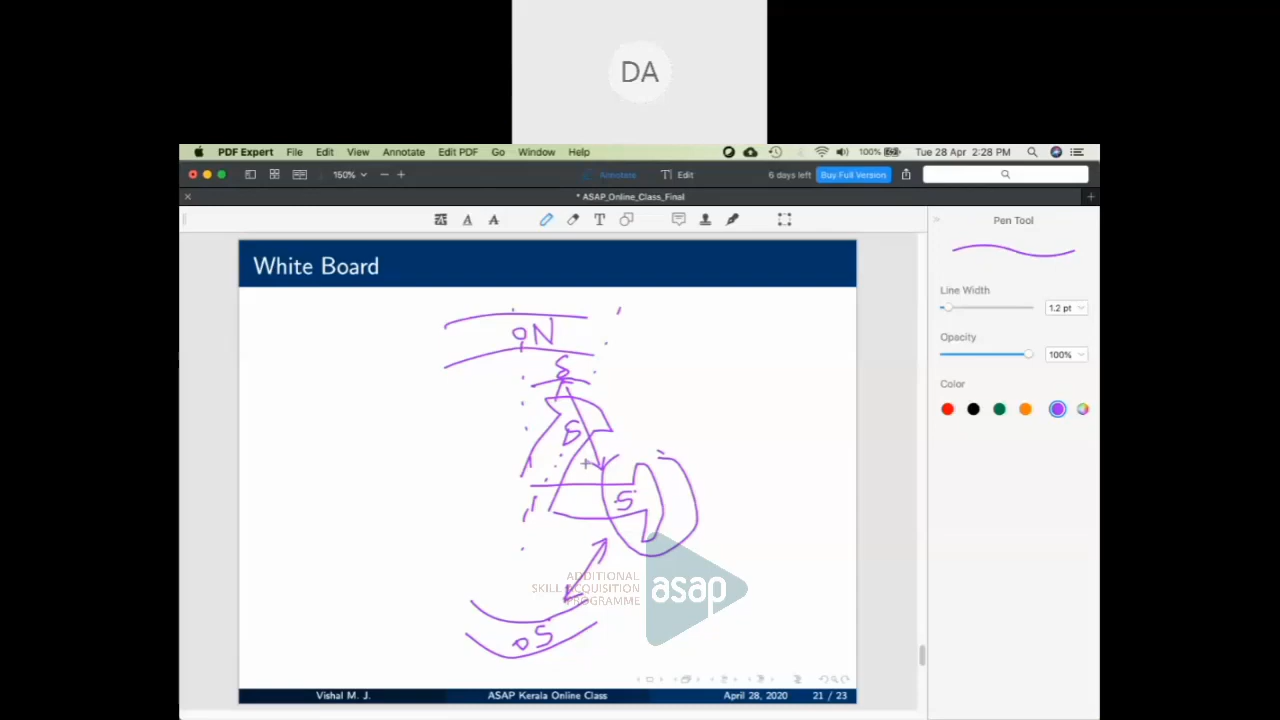 DA
PDF Expert File Edit View Annotate Edit PDF Go Window Help 100% Tue 28 Apr 2:28 PM
150% Annotate Edit 6 days left Buy Full Version
* ASAP_Online_Class_Final
Pen Tool
White Board
Line Width
1.2 pt
ON
Opacity
100%
S
Color
S
S
ADDITIONAL
SKILL ACQUISITION
PROGRAMME
asap
OS
Vishal M. J. ASAP Kerala Online Class April 28, 2020 21 / 23